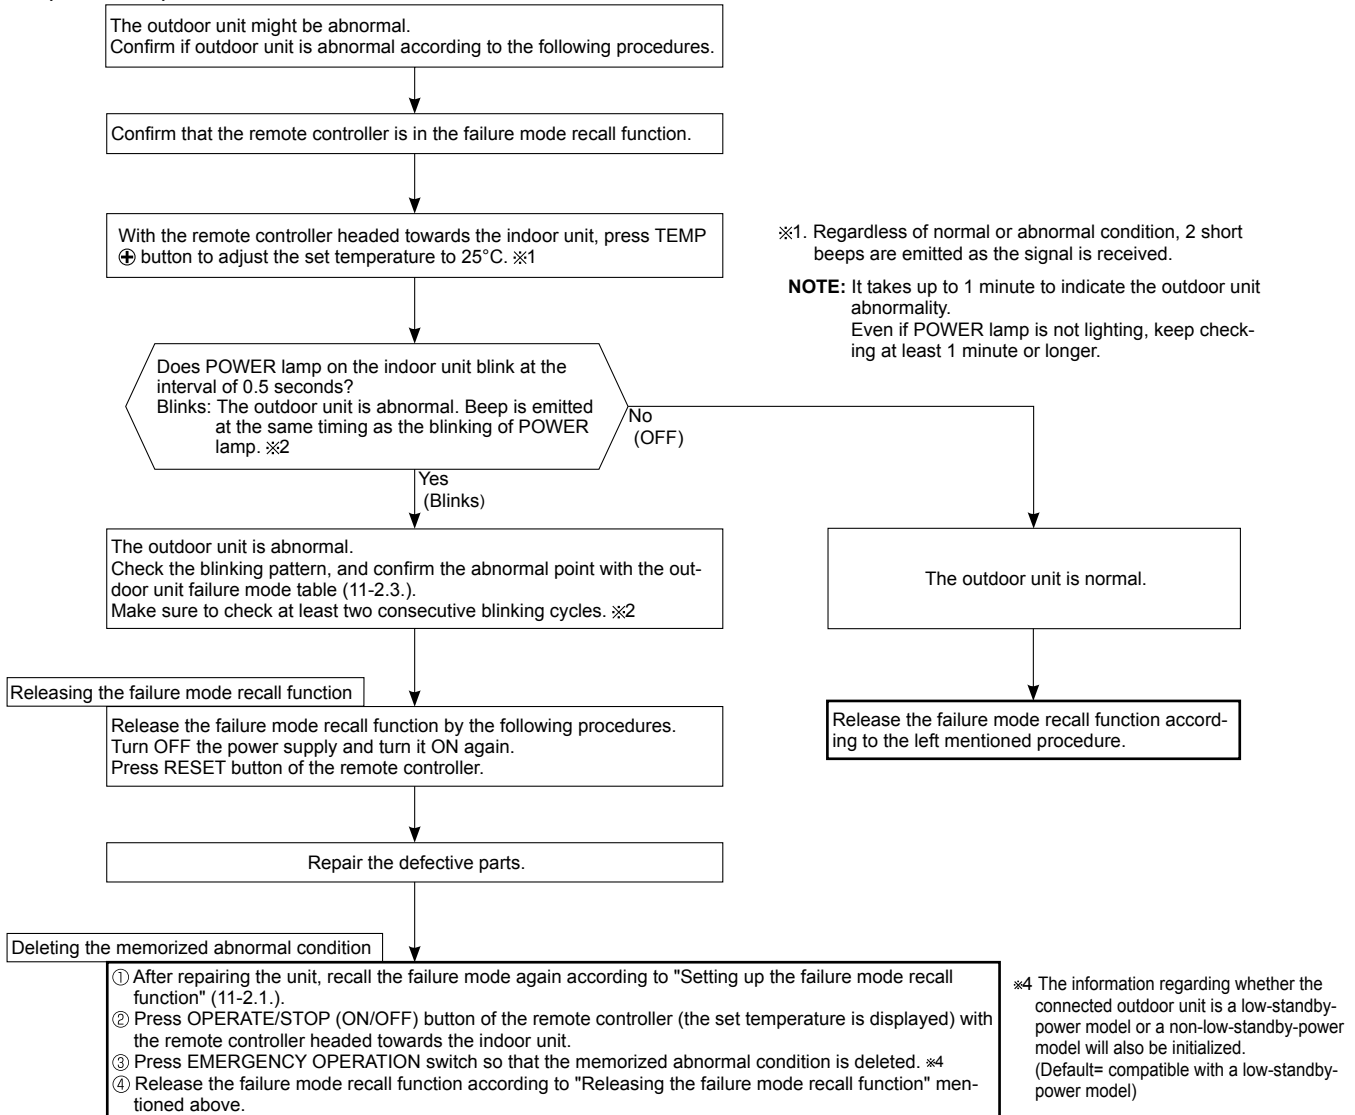 The outdoor unit might be abnormal.
Confirm if outdoor unit is abnormal according to the following procedures.
Confirm that the remote controller is in the failure mode recall function.
With the remote controller headed towards the indoor unit, press TEMP
⊕ button to adjust the set temperature to 25°C. ※1
※1. Regardless of normal or abnormal condition, 2 short
beeps are emitted as the signal is received.
NOTE: It takes up to 1 minute to indicate the outdoor unit
abnormality.
Even if POWER lamp is not lighting, keep check-
ing at least 1 minute or longer.
Does POWER lamp on the indoor unit blink at the
interval of 0.5 seconds?
Blinks: The outdoor unit is abnormal. Beep is emitted
at the same timing as the blinking of POWER
lamp. ※2
No
(OFF)
Yes
(Blinks)
The outdoor unit is abnormal.
Check the blinking pattern, and confirm the abnormal point with the out-
door unit failure mode table (11-2.3.).
Make sure to check at least two consecutive blinking cycles. ※2
The outdoor unit is normal.
Releasing the failure mode recall function
Release the failure mode recall function by the following procedures.
Turn OFF the power supply and turn it ON again.
Press RESET button of the remote controller.
Release the failure mode recall function accord-
ing to the left mentioned procedure.
Repair the defective parts.
Deleting the memorized abnormal condition
① After repairing the unit, recall the failure mode again according to "Setting up the failure mode recall
function" (11-2.1.).
② Press OPERATE/STOP (ON/OFF) button of the remote controller (the set temperature is displayed) with
the remote controller headed towards the indoor unit.
③ Press EMERGENCY OPERATION switch so that the memorized abnormal condition is deleted. ※4
④ Release the failure mode recall function according to "Releasing the failure mode recall function" men-
tioned above.
※4 The information regarding whether the
connected outdoor unit is a low-standby-
power model or a non-low-standby-power
model will also be initialized.
(Default= compatible with a low-standby-
power model)